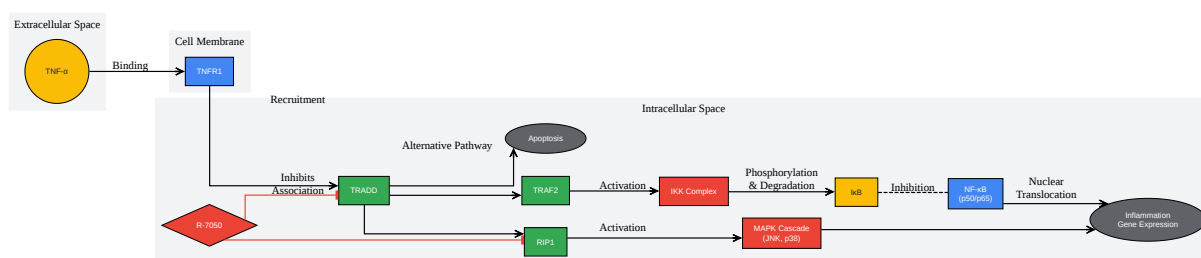 Extracellular Space
Cell Membrane
TNF-α
Binding
TNFR1
Recruitment
Intracellular Space
Alternative Pathway
Apoptosis
Inhibits
Association
TRADD
TRAF2
Activation
IKK Complex
Phosphorylation
& Degradation
IκB
Inhibition
NF-κB
(p50/p65)
Nuclear
Translocation
R-7050
RIP1
Activation
MAPK Cascade
(JNK, p38)
Inflammation
Gene Expression